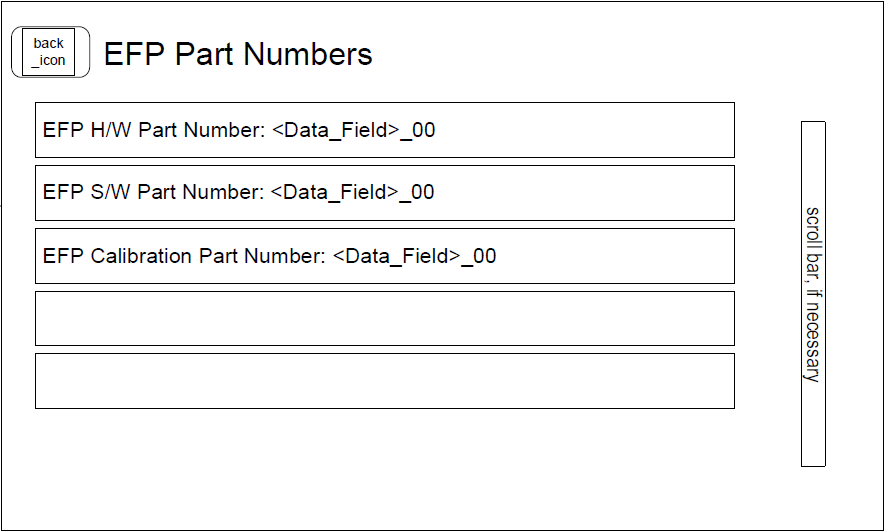 back
_icon
EFP Part Numbers
EFP H/W Part Number: <Data_Field>_00
EFP S/W Part Number: <Data_Field>_00
EFP Calibration Part Number: <Data_Field>_00
scroll bar, if necessary